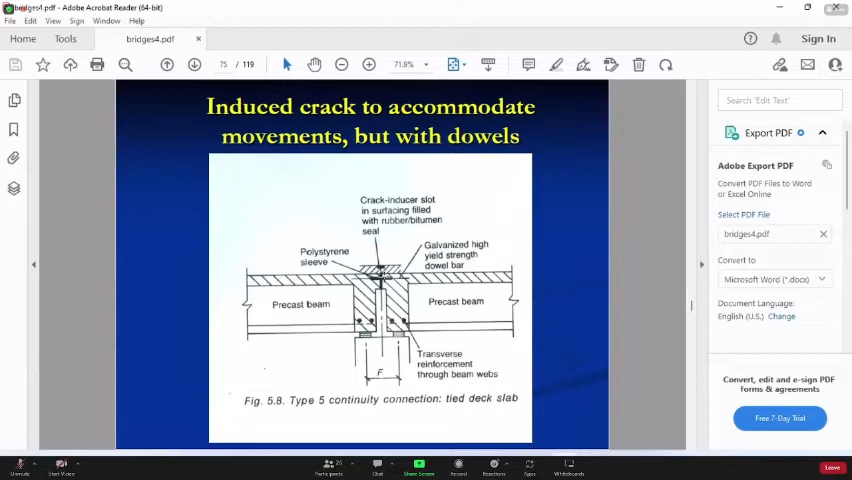 bridges4.pdf - Adobe Acrobat Reader (64-bit)
File Edit View Sign Window Help
Home Tools bridges4.pdf × Sign In
75 / 119 71.9%
Induced crack to accommodate
movements, but with dowels
Crack-inducer slot
in surfacing filled
with rubber/bitumen
seal
Polystyrene
sleeve
Galvanized high
yield strength
dowel bar
Precast beam
Precast beam
Transverse
reinforcement
through beam webs
F
Fig. 5.8. Type 5 continuity connection: tied deck slab
Search 'Edit Text'
Export PDF
Adobe Export PDF
Convert PDF Files to Word
or Excel Online
Select PDF File
bridges4.pdf
Convert to
Microsoft Word (*.docx)
Document Language:
English (U.S.) Change
Convert, edit and e-sign PDF
forms & agreements
Free 7-Day Trial
Unmute Start Video Participants 26 Chat Share Screen Record Reactions Apps Whiteboards Leave